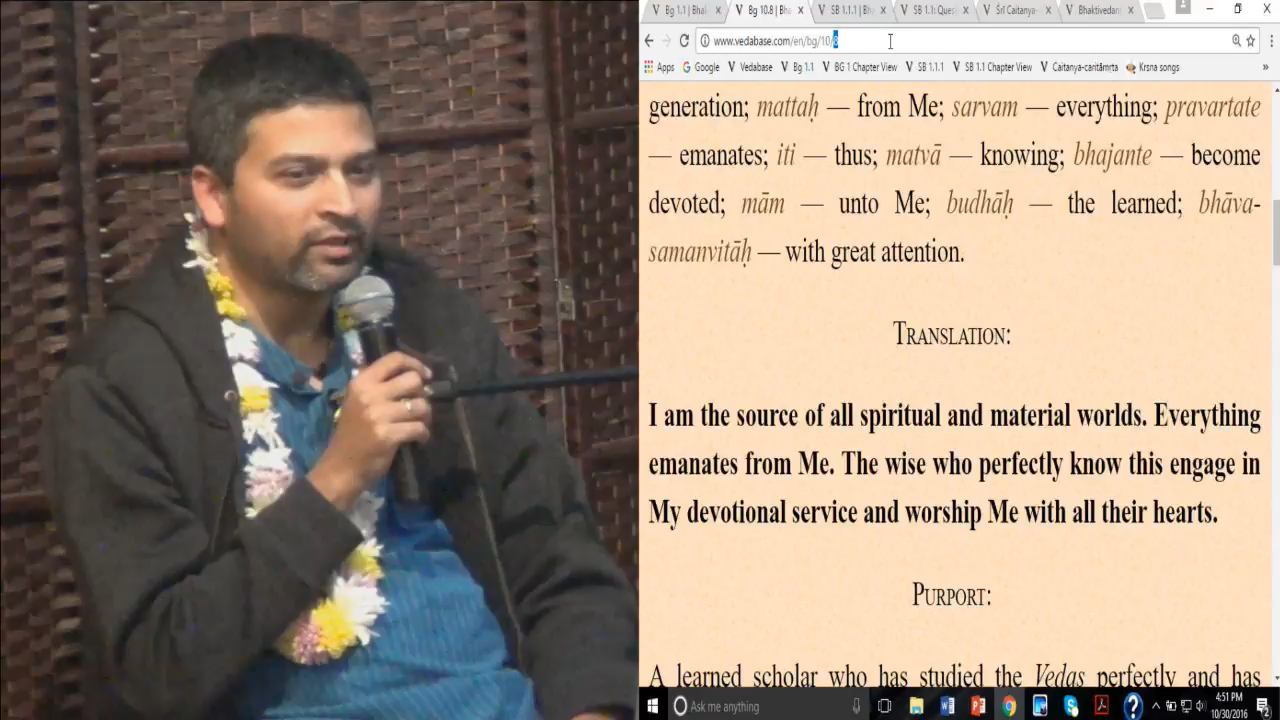 Bg 1.1 | Bha
Bg 10.8 | Bha
SB 1.1.1 | Bh
SB 1.1: Ques
Śrī Caitanya-
Bhaktivedan
www.vedabase.com/en/bg/10/8
Apps Google Vedabase Bg 1.1 BG 1 Chapter View SB 1.1.1 SB 1.1 Chapter View Caitanya-caritāmṛta Krsna songs
generation; mattaḥ — from Me; sarvam — everything; pravartate
— emanates; iti — thus; matvā — knowing; bhajante — become
devoted; mām — unto Me; budhāḥ — the learned; bhāva-
samanvitāḥ — with great attention.
TRANSLATION:
I am the source of all spiritual and material worlds. Everything
emanates from Me. The wise who perfectly know this engage in
My devotional service and worship Me with all their hearts.
PURPORT:
A learned scholar who has studied the Vedas perfectly and has
Ask me anything
4:51 PM
10/30/2016